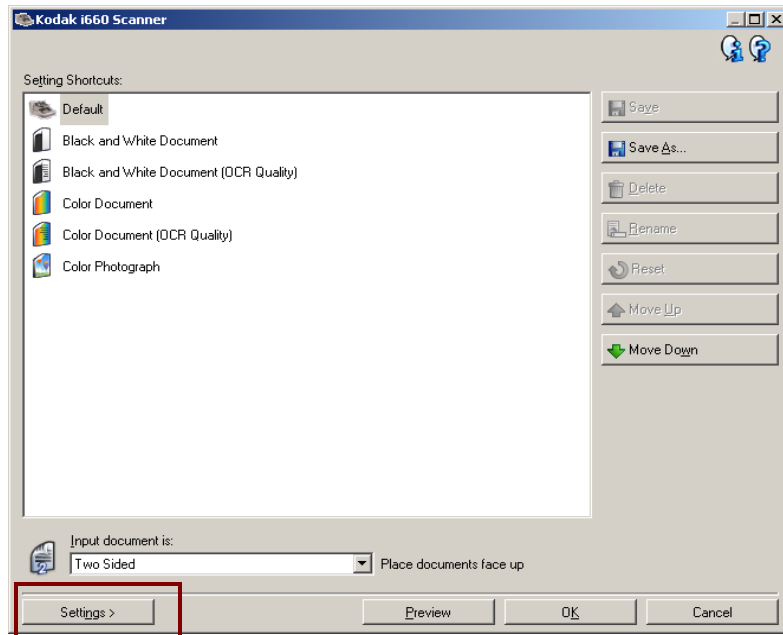 Kodak i660 Scanner
Setting Shortcuts:
Default
Black and White Document
Black and White Document (OCR Quality)
Color Document
Color Document (OCR Quality)
Color Photograph
Save
Save As...
Delete
Rename
Reset
Move Up
Move Down
Input document is:
2
Two Sided
Place documents face up
Settings >
Preview
OK
Cancel